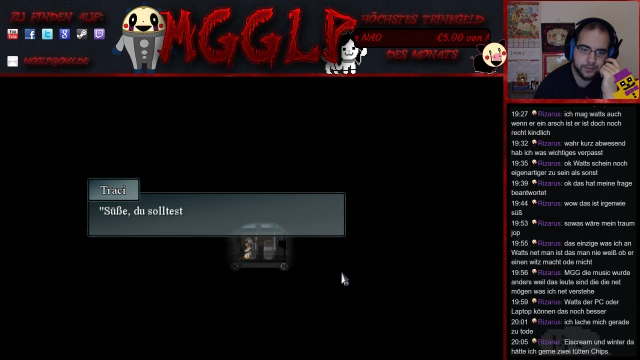 ZU FINDEN AUF:
MGGLP@GMX.DE
MGGLP
HÖCHSTES TRINKGELD
NAO
€5.00 von
DES MONATS
Traci
"Süße, du solltest
19:27 Rizarus: ich mag watts auch
wenn er ein arsch ist er ist doch noch
recht kindlich
19:32 Rizarus: wahr kurz abwesend
hab ich was wichtiges verpasst
19:35 Rizarus: ok Watts schein noch
eigenartiger zu sein als sonst
19:39 Rizarus: ok das hat meine frage
beantwortet
19:44 Rizarus: wow das ist irgenwie
süß
19:53 Rizarus: sowas wäre mein traum
jop
19:55 Rizarus: das einzige was ich an
Watts net man ist das man nie weiß ob er
einen witz macht ode micht
19:56 Rizarus: MGG die music wurde
anders weil das leute sind die die net
mögen was ich net verstehe
19:59 Rizarus: Watts der PC oder
Laptop können das noch besser
20:01 Rizarus: ich lache mich gerade
zu tode
20:05 Rizarus: Eiscream und winter da
hätte ich gerne zwei tütten Chips